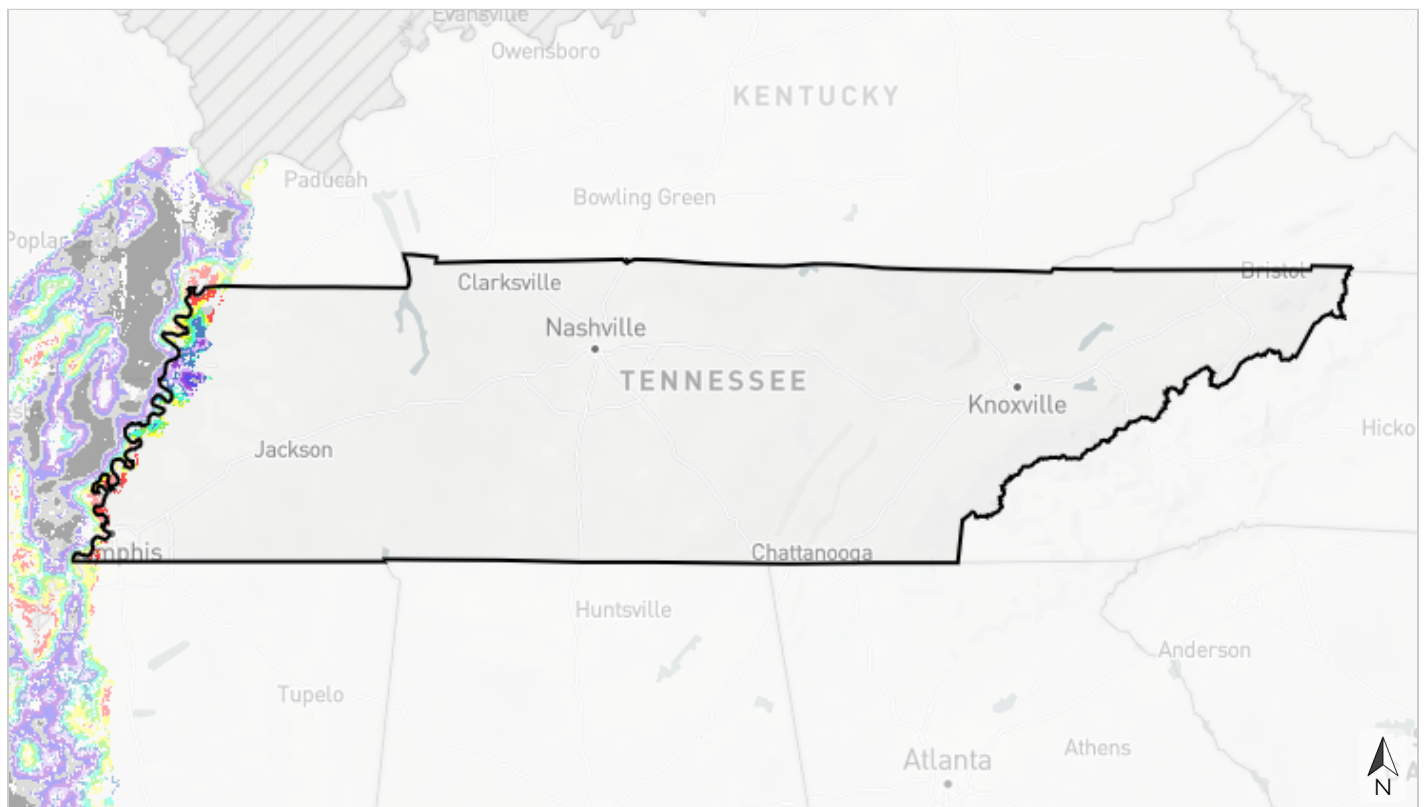 Evansville
Owensboro
KENTUCKY
Paducah
Bowling Green
Poplar
Bristol
Clarksville
Nashville
TENNESSEE
Knoxville
Hicko
Jackson
mphis
Chattanooga
Huntsville
Anderson
Tupelo
Athens
Atlanta
N